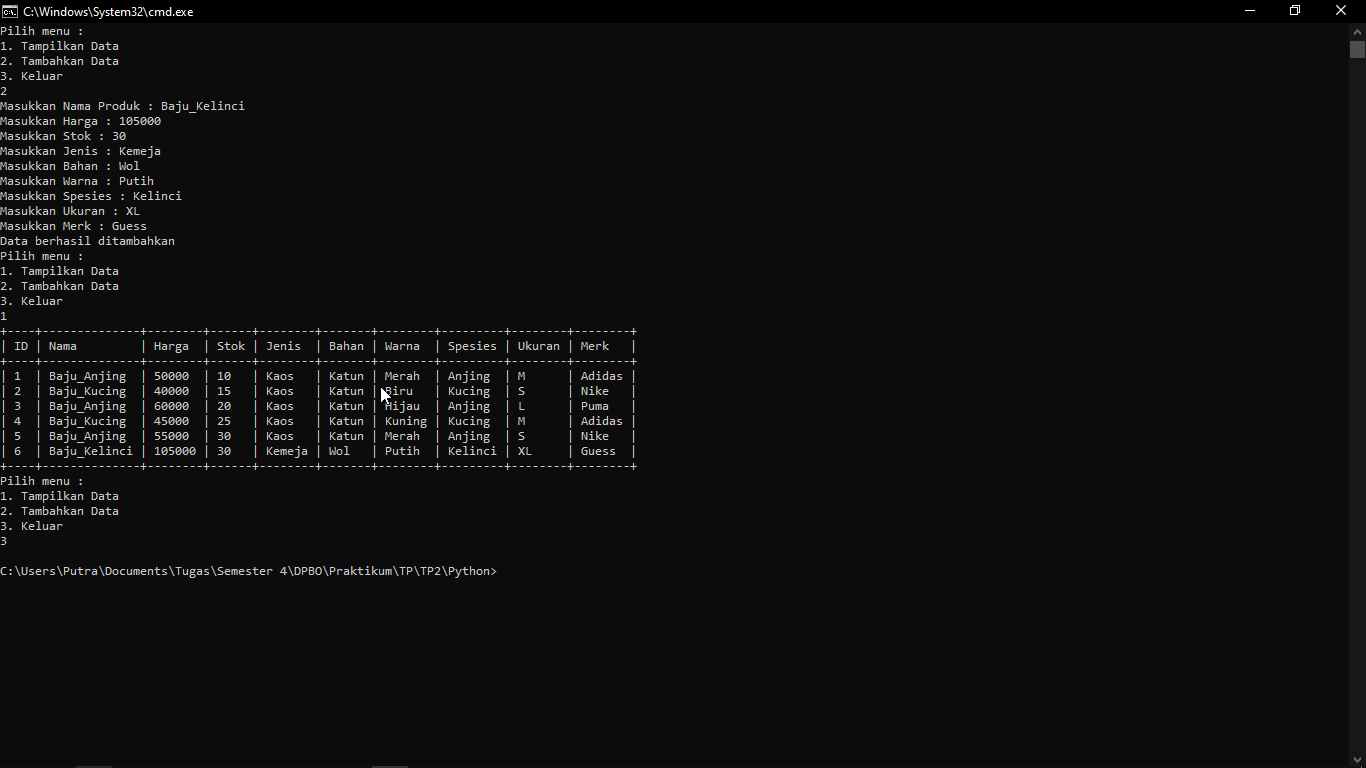 C:\Windows\System32\cmd.exe
Pilih menu :
1. Tampilkan Data
2. Tambahkan Data
3. Keluar
2
Masukkan Nama Produk : Baju_Kelinci
Masukkan Harga : 105000
Masukkan Stok : 30
Masukkan Jenis : Kemeja
Masukkan Bahan : Wol
Masukkan Warna : Putih
Masukkan Spesies : Kelinci
Masukkan Ukuran : XL
Masukkan Merk : Guess
Data berhasil ditambahkan
Pilih menu :
1. Tampilkan Data
2. Tambahkan Data
3. Keluar
1
+----+--------------+--------+------+--------+-------+--------+---------+--------+--------+
| ID | Nama         | Harga  | Stok | Jenis  | Bahan | Warna  | Spesies | Ukuran | Merk   |
+----+--------------+--------+------+--------+-------+--------+---------+--------+--------+
| 1  | Baju_Anjing  | 50000  | 10   | Kaos   | Katun | Merah  | Anjing  | M      | Adidas |
| 2  | Baju_Kucing  | 40000  | 15   | Kaos   | Katun | Biru   | Kucing  | S      | Nike   |
| 3  | Baju_Anjing  | 60000  | 20   | Kaos   | Katun | Hijau  | Anjing  | L      | Puma   |
| 4  | Baju_Kucing  | 45000  | 25   | Kaos   | Katun | Kuning | Kucing  | M      | Adidas |
| 5  | Baju_Anjing  | 55000  | 30   | Kaos   | Katun | Merah  | Anjing  | S      | Nike   |
| 6  | Baju_Kelinci | 105000 | 30   | Kemeja | Wol   | Putih  | Kelinci | XL     | Guess  |
+----+--------------+--------+------+--------+-------+--------+---------+--------+--------+
Pilih menu :
1. Tampilkan Data
2. Tambahkan Data
3. Keluar
3
C:\Users\Putra\Documents\Tugas\Semester 4\DPBO\Praktikum\TP\TP2\Python>